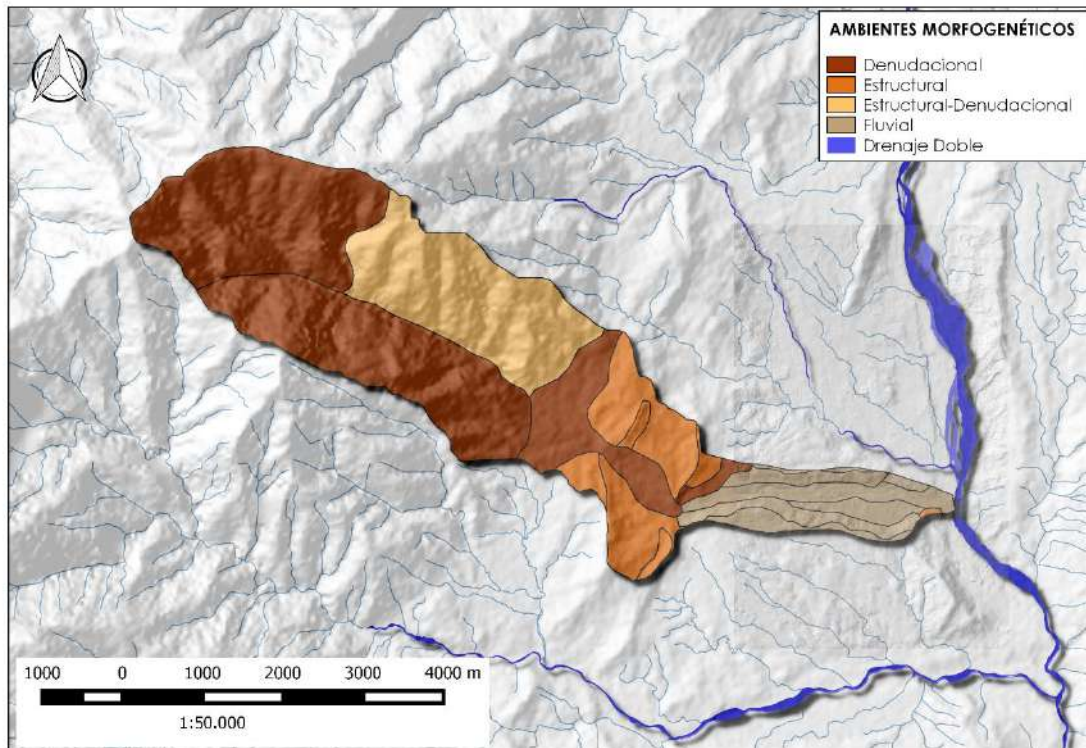 AMBIENTES MORFOGENÉTICOS
Denudacional
Estructural
Estructural-Denudacional
Fluvial
Drenaje Doble
1000 0 1000 2000 3000 4000 m
1:50.000